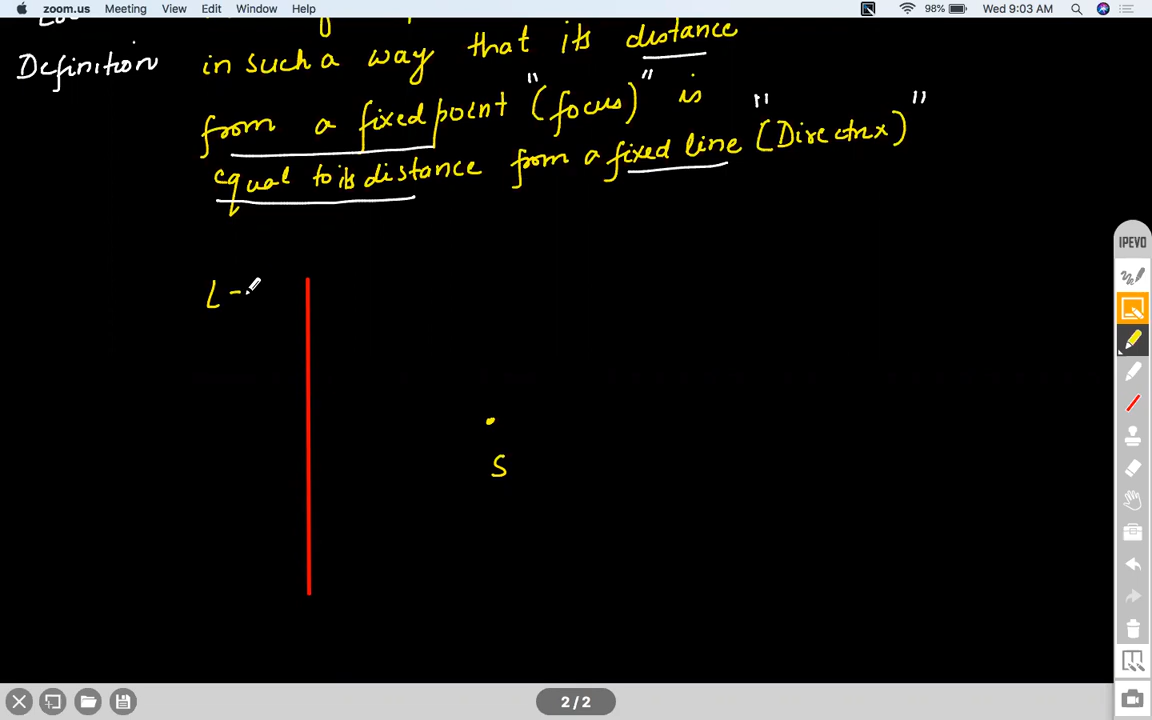 zoom.us Meeting View Edit Window Help 98% Wed 9:03 AM
in such a way that its distance
Definition
from a fixed point "(focus)" is
equal to its distance from a fixed line "(Directrix)"
IPEVO
L -
S
2/2